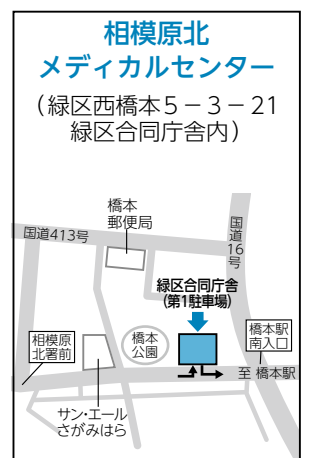 相模原北
メディカルセンター
（緑区西橋本５－３－21
緑区合同庁舎内）
橋本
郵便局
国道413号
国道16号
緑区合同庁舎
(第1駐車場)
相模原
北署前
橋本
公園
橋本駅
南入口
至 橋本駅
サン・エール
さがみはら